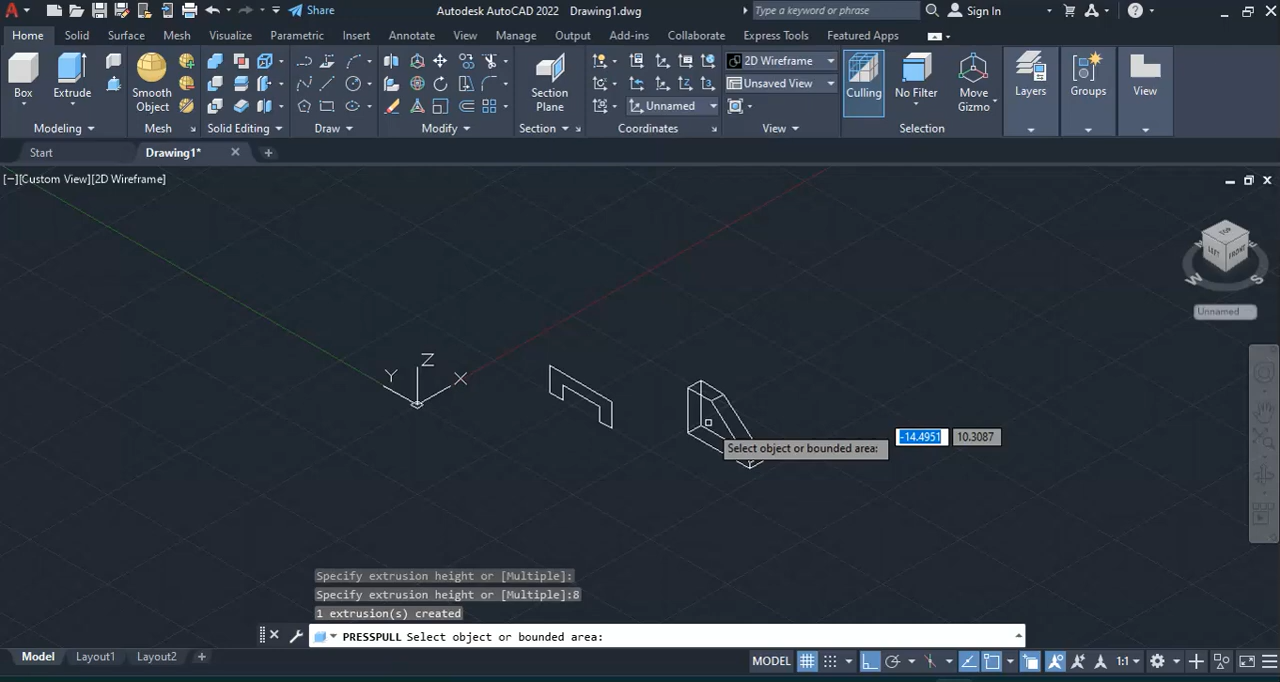 Share
Autodesk AutoCAD 2022 Drawing1.dwg
Type a keyword or phrase
Sign In
Home Solid Surface Mesh Visualize Parametric Insert Annotate View Manage Output Add-ins Collaborate Express Tools Featured Apps
Box
Extrude
Smooth
Object
Section
Plane
2D Wireframe
Unsaved View
Unnamed
Culling
No Filter
Move
Gizmo
Layers
Groups
View
Modeling
Mesh
Solid Editing
Draw
Modify
Section
Coordinates
View
Selection
Start
Drawing1*
[−][Custom View][2D Wireframe]
TOP
LEFT
FRONT
W
S
E
Unnamed
Z
Y
X
Select object or bounded area:
-14.4951
10.3087
Specify extrusion height or [Multiple]:
Specify extrusion height or [Multiple]:8
1 extrusion(s) created
PRESSPULL Select object or bounded area:
Model Layout1 Layout2
MODEL
1:1